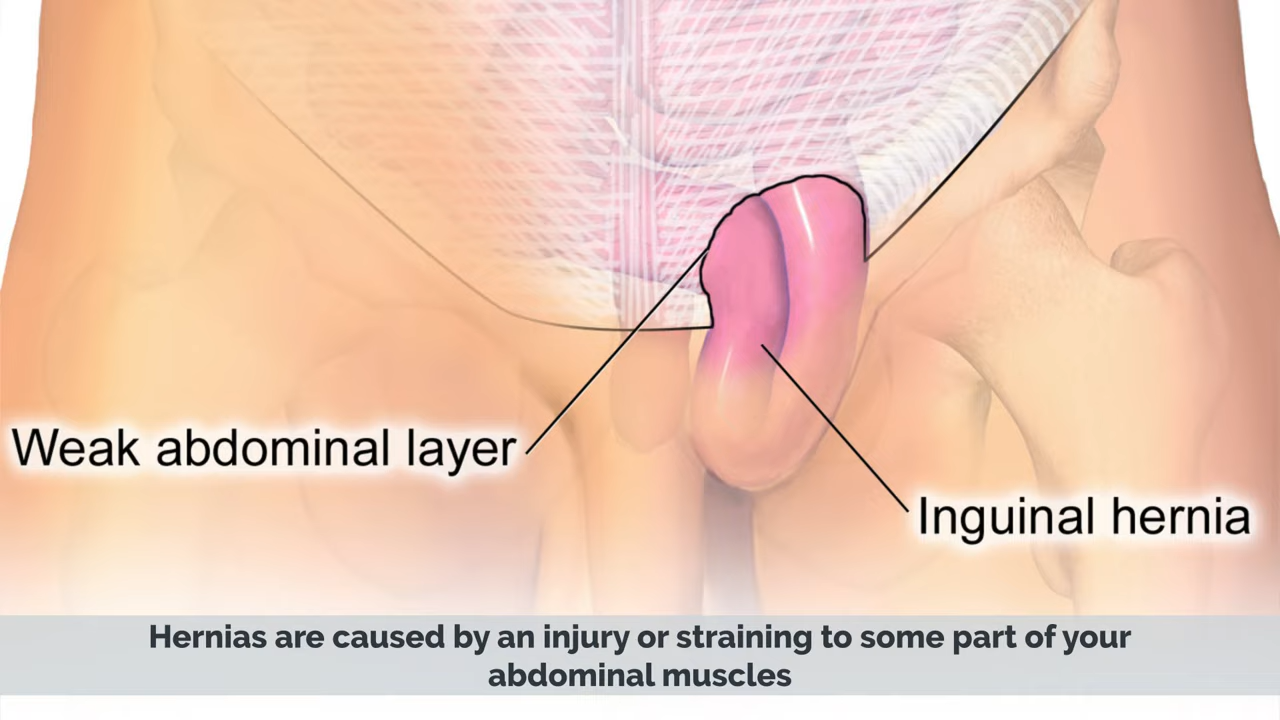 Weak abdominal layer
Inguinal hernia
Hernias are caused by an injury or straining to some part of your
abdominal muscles